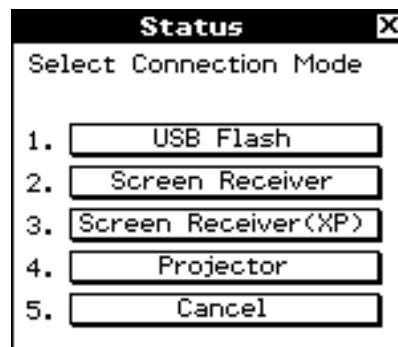 Status X
Select Connection Mode
1. USB Flash
2. Screen Receiver
3. Screen Receiver(XP)
4. Projector
5. Cancel